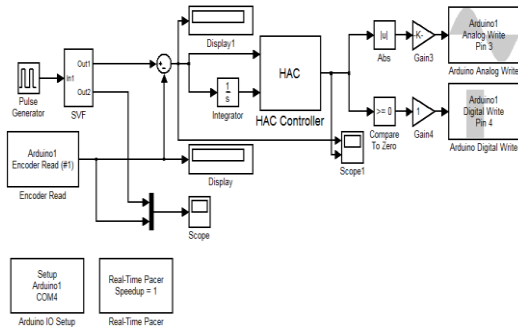 Pulse
Generator
In1
Out1
Out2
SVF
Display1
1
s
Integrator
HAC
HAC Controller
|u|
Abs
-K-
Gain3
Arduino1
Analog Write
Pin 3
Arduino Analog Write
>= 0
Compare
To Zero
1
Gain4
Arduino1
Digital Write
Pin 4
Arduino Digital Write
Scope1
Arduino1
Encoder Read (#1)
Encoder Read
Display
Scope
Setup
Arduino1
COM4
Arduino IO Setup
Real-Time Pacer
Speedup = 1
Real-Time Pacer